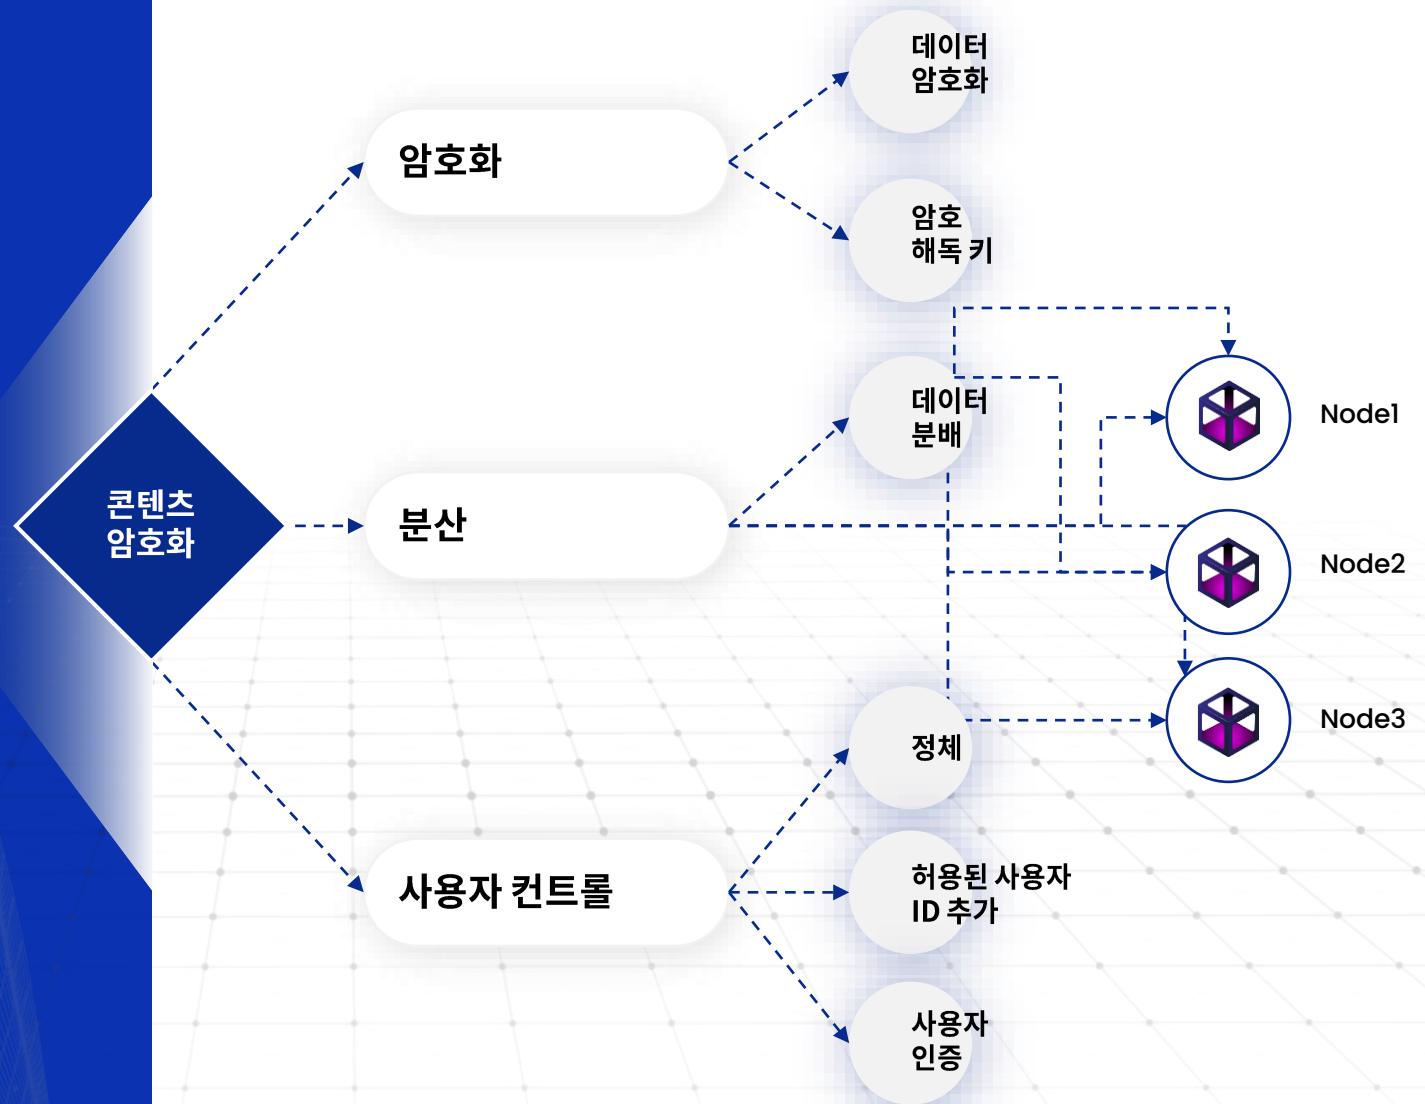 콘텐츠
암호화
암호화
데이터
암호화
암호
해독 키
분산
데이터
분배
Node1
Node2
Node3
사용자 컨트롤
정체
허용된 사용자
ID 추가
사용자
인증